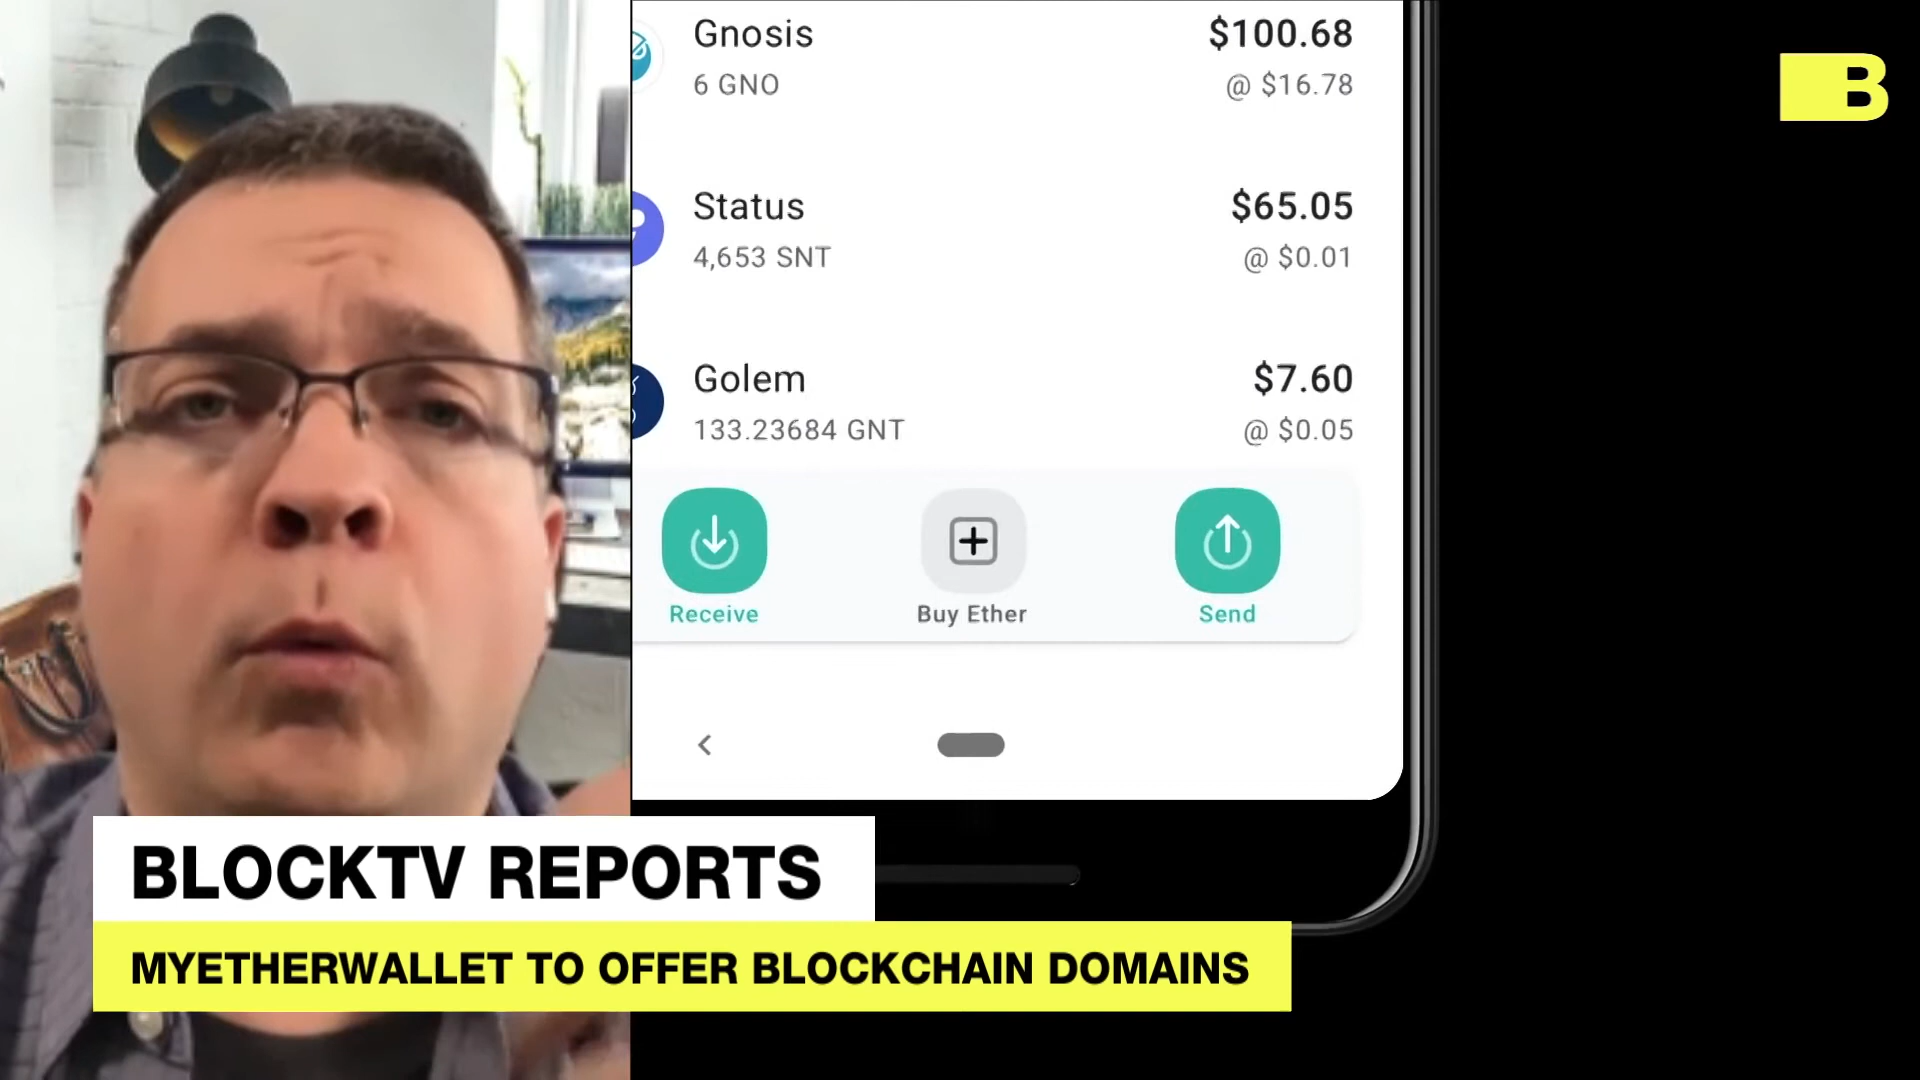 Gnosis
$100.68
6 GNO
@ $16.78
Status
$65.05
4,653 SNT
@ $0.01
Golem
$7.60
133.23684 GNT
@ $0.05
Receive
Buy Ether
Send
B
BLOCKTV REPORTS
MYETHERWALLET TO OFFER BLOCKCHAIN DOMAINS